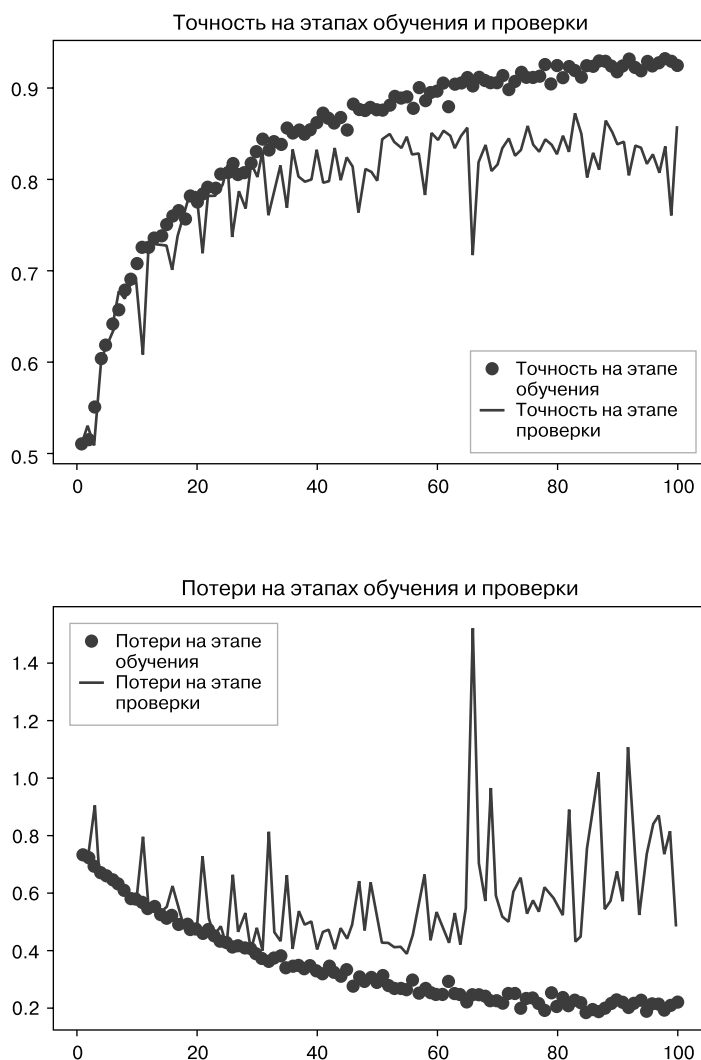 Точность на этапах обучения и проверки
0.9
0.8
0.7
0.6
0.5
Точность на этапе
обучения
Точность на этапе
проверки
0 20 40 60 80 100
Потери на этапах обучения и проверки
Потери на этапе
обучения
Потери на этапе
проверки
1.4
1.2
1.0
0.8
0.6
0.4
0.2
0 20 40 60 80 100